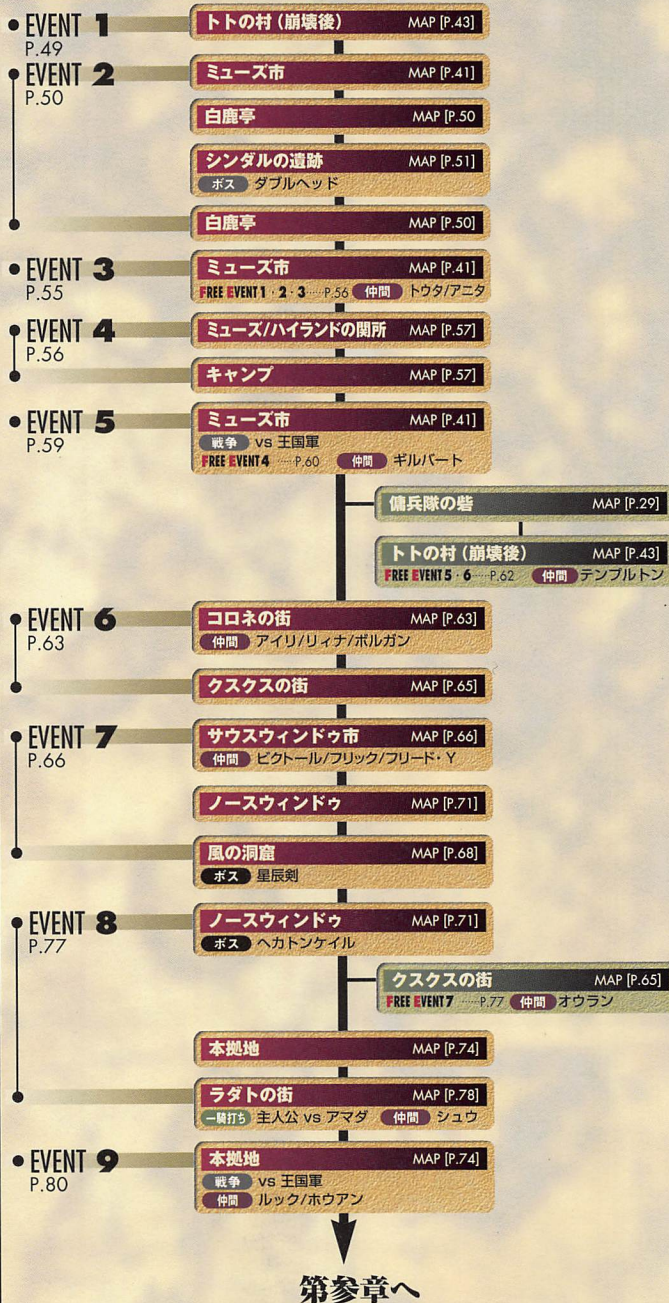 EVENT 1
P.49
トトの村（崩壊後） MAP [P.43]
EVENT 2
P.50
ミューズ市 MAP [P.41]
白鹿亭 MAP [P.50
シンダルの遺跡 MAP [P.51]
ボス ダブルヘッド
白鹿亭 MAP [P.50]
EVENT 3
P.55
ミューズ市 MAP [P.41]
FREE EVENT 1・2・3……P.56 仲間 トウタ/アニタ
EVENT 4
P.56
ミューズ/ハイランドの関所 MAP [P.57]
キャンプ MAP [P.57]
EVENT 5
P.59
ミューズ市 MAP [P.41]
戦争 vs 王国軍
FREE EVENT 4 ……P.60 仲間 ギルバート
傭兵隊の砦 MAP [P.29]
トトの村（崩壊後） MAP [P.43]
FREE EVENT 5・6……P.62 仲間 テンプルトン
EVENT 6
P.63
コロネの街 MAP [P.63]
仲間 アイリ/リィナ/ボルガン
クスクスの街 MAP [P.65]
EVENT 7
P.66
サウスウィンドゥ市 MAP [P.66]
仲間 ビクトール/フリック/フリード・Y
ノースウィンドゥ MAP [P.71]
風の洞窟 MAP [P.68]
ボス 星辰剣
EVENT 8
P.77
ノースウィンドゥ MAP [P.71]
ボス ヘカトンケイル
クスクスの街 MAP [P.65]
FREE EVENT 7 ……P.77 仲間 オウラン
本拠地 MAP [P.74]
ラダトの街 MAP [P.78]
一騎打ち 主人公 vs アマダ 仲間 シュウ
EVENT 9
P.80
本拠地 MAP [P.74]
戦争 vs 王国軍
仲間 ルック/ホウアン
第参章へ